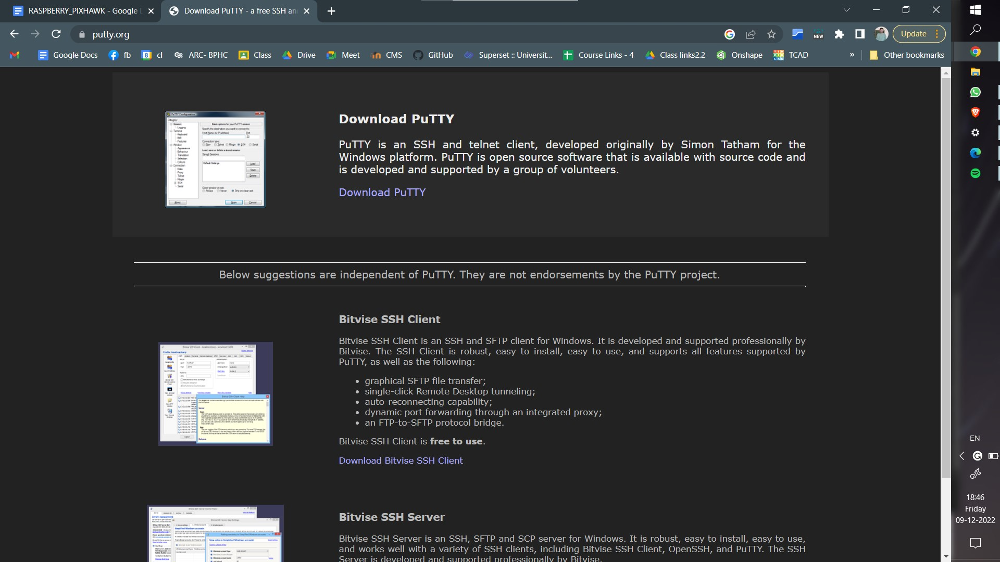 RASPBERRY_PIXHAWK - Google
Download PuTTY - a free SSH an
putty.org
NEW
Update
Google Docs
fb
8
cl
ARC- BPHC
Class
Drive
Meet
CMS
GitHub
Superset :: Universit...
Course Links - 4
Class links2.2
Onshape
TCAD
»
Other bookmarks
Download PuTTY
PuTTY is an SSH and telnet client, developed originally by Simon Tatham for the
Windows platform. PuTTY is open source software that is available with source code and
is developed and supported by a group of volunteers.
Download PuTTY
Below suggestions are independent of PuTTY. They are not endorsements by the PuTTY project.
Bitvise SSH Client
Bitvise SSH Client is an SSH and SFTP client for Windows. It is developed and supported professionally by
Bitvise. The SSH Client is robust, easy to install, easy to use, and supports all features supported by
PuTTY, as well as the following:
• graphical SFTP file transfer;
• single-click Remote Desktop tunneling;
• auto-reconnecting capability;
• dynamic port forwarding through an integrated proxy;
• an FTP-to-SFTP protocol bridge.
Bitvise SSH Client is free to use.
Download Bitvise SSH Client
Bitvise SSH Server
Bitvise SSH Server is an SSH, SFTP and SCP server for Windows. It is robust, easy to install, easy to use,
and works well with a variety of SSH clients, including Bitvise SSH Client, OpenSSH, and PuTTY. The SSH
Server is developed and supported professionally by Bitvise.
EN
18:46
Friday
09-12-2022